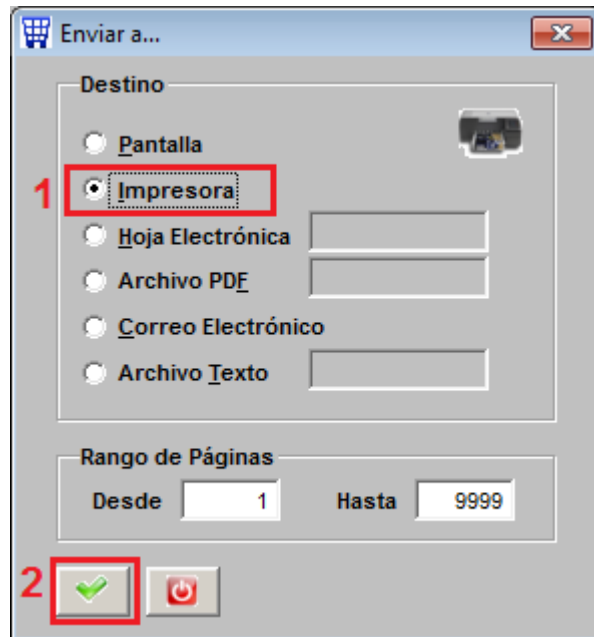 Enviar a...
Destino
Pantalla
1
Impresora
Hoja Electrónica
Archivo PDF
Correo Electrónico
Archivo Texto
Rango de Páginas
Desde 1 Hasta 9999
2